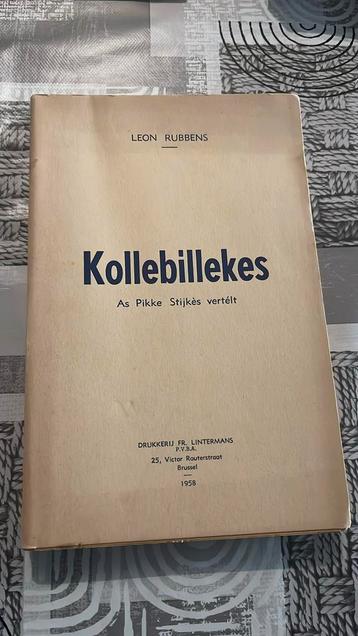 LEON RUBBENS
Kollebillekes
As Pikke Stijkès vertélt
DRUKKERIJ FR. LINTERMANS
P.V.B.A.
25, Victor Rauterstraat
Brussel
1958